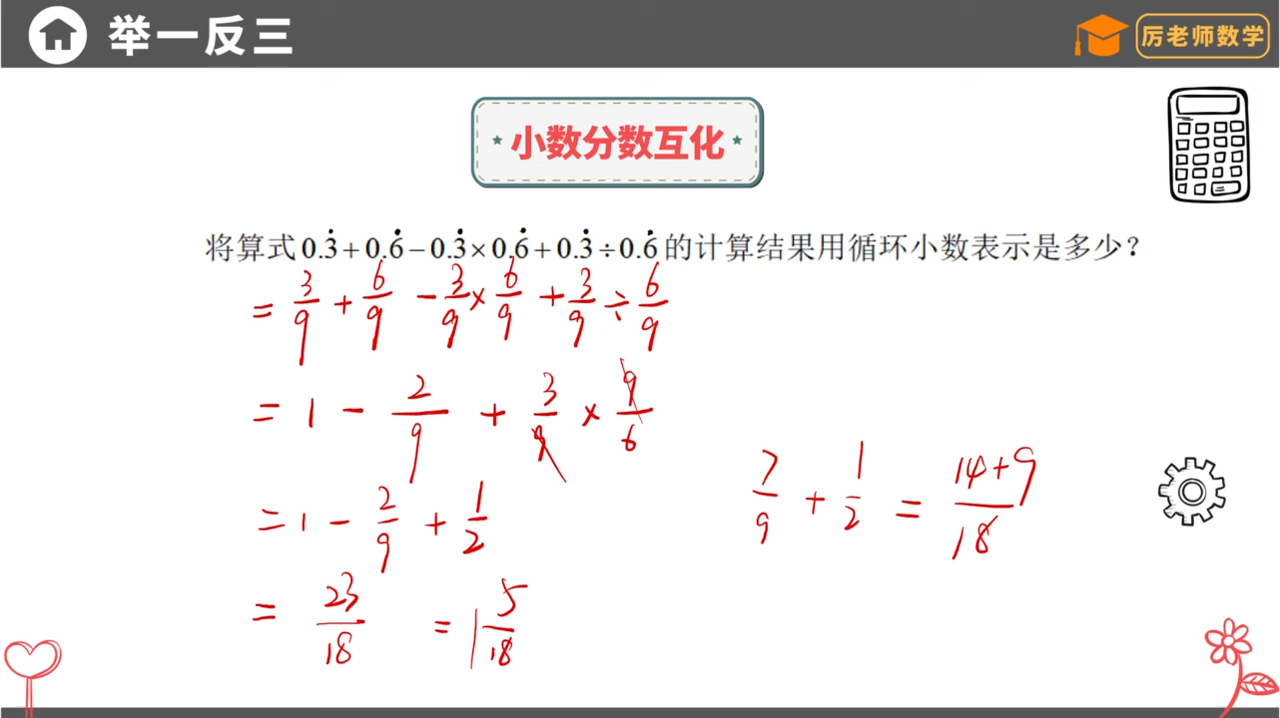 举一反三
厉老师数学
小数分数互化
将算式0.3̇+0.6̇−0.3̇×0.6̇+0.3̇÷0.6̇的计算结果用循环小数表示是多少?
= 3/9 + 6/9 − 3/9 × 6/9 + 3/9 ÷ 6/9
= 1 − 2/9 + 3/9 × 9/6
= 1 − 2/9 + 1/2
7/9 + 1/2 = 14+9/18
= 23/18 = 1 5/18